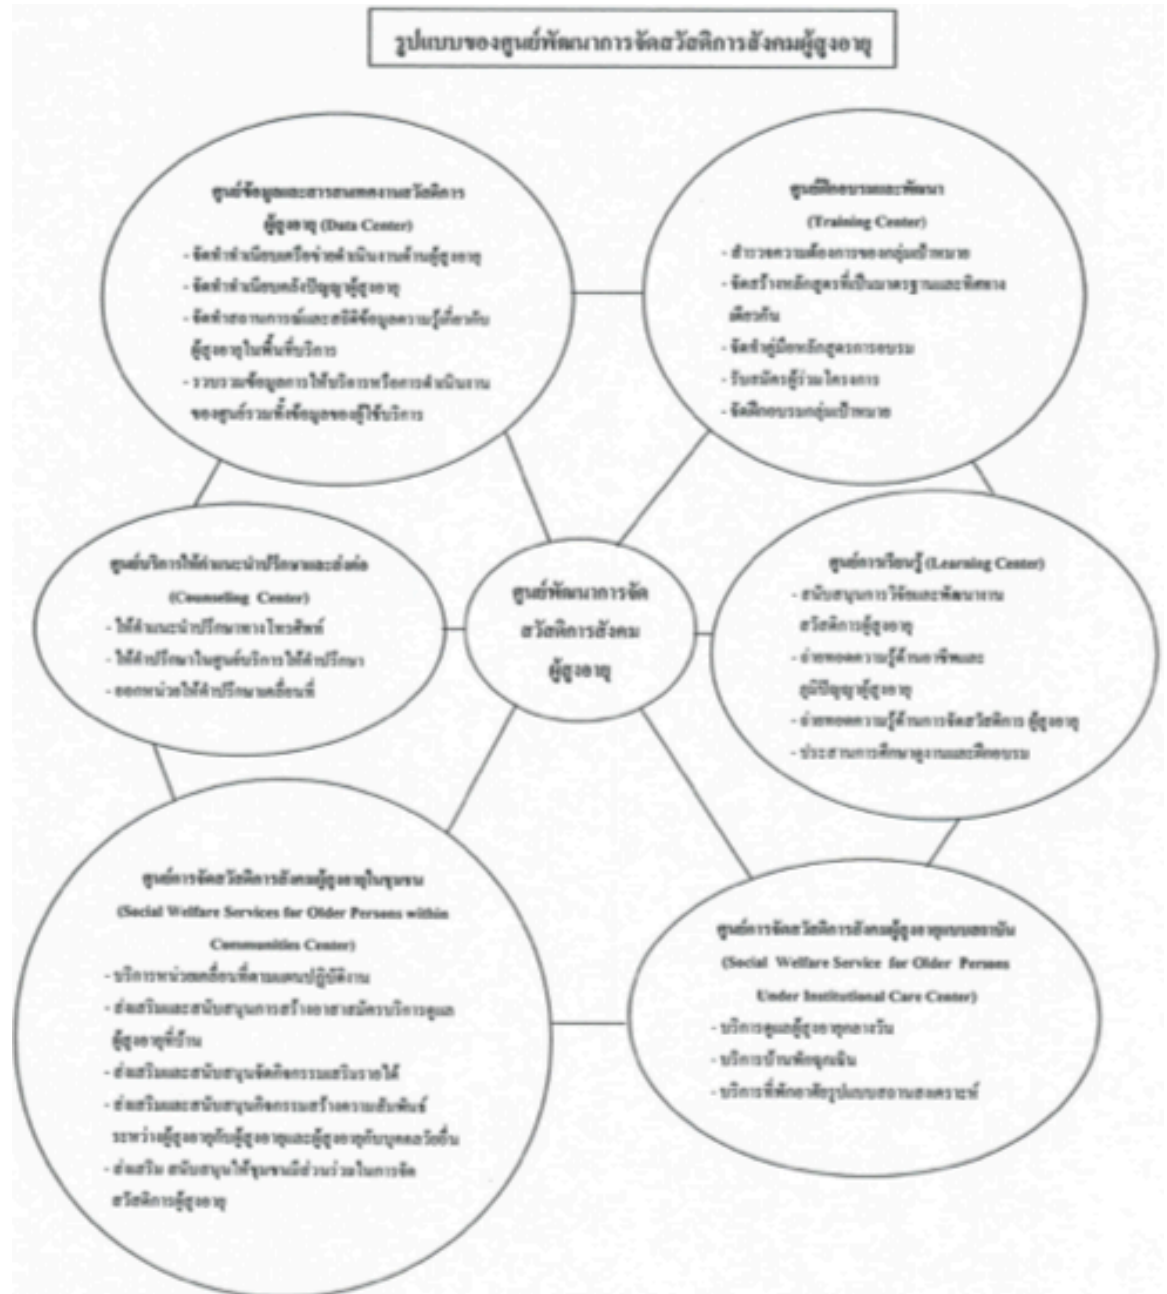 รูปแบบของศูนย์พัฒนาการจัดสวัสดิการสังคมผู้สูงอายุ
ศูนย์ข้อมูลและสารสนเทศงานสวัสดิการ
ผู้สูงอายุ (Data Center)
- จัดทำทำเนียบเครือข่ายดำเนินงานด้านผู้สูงอายุ
- จัดทำทำเนียบคลังปัญญาผู้สูงอายุ
- จัดทำสถานการณ์และสถิติข้อมูลความรู้เกี่ยวกับ
ผู้สูงอายุในพื้นที่บริการ
- รวบรวมข้อมูลการให้บริการหรือการดำเนินงาน
ของศูนย์รวมทั้งข้อมูลของผู้ใช้บริการ
ศูนย์ฝึกอบรมและพัฒนา
(Training Center)
- สำรวจความต้องการของกลุ่มเป้าหมาย
- จัดสร้างหลักสูตรที่เป็นมาตรฐานและทิศทาง
เดียวกัน
- จัดทำคู่มือหลักสูตรการอบรม
- รับสมัครผู้ร่วมโครงการ
- จัดฝึกอบรมกลุ่มเป้าหมาย
ศูนย์บริการให้คำแนะนำปรึกษาและส่งต่อ
(Counseling Center)
- ให้คำแนะนำปรึกษาทางโทรศัพท์
- ให้คำปรึกษาในศูนย์บริการให้คำปรึกษา
- ออกหน่วยให้คำปรึกษาเคลื่อนที่
ศูนย์พัฒนาการจัด
สวัสดิการสังคม
ผู้สูงอายุ
ศูนย์การเรียนรู้ (Learning Center)
- สนับสนุนการวิจัยและพัฒนางาน
สวัสดิการผู้สูงอายุ
- ถ่ายทอดความรู้ด้านอาชีพและ
ภูมิปัญญาผู้สูงอายุ
- ถ่ายทอดความรู้ด้านการจัดสวัสดิการ ผู้สูงอายุ
- ประสานการศึกษาดูงานและฝึกอบรม
ศูนย์การจัดสวัสดิการสังคมผู้สูงอายุในชุมชน
(Social Welfare Services for Older Persons within
Communities Center)
- บริการหน่วยเคลื่อนที่ตามแผนปฏิบัติงาน
- ส่งเสริมและสนับสนุนการสร้างอาสาสมัครบริการดูแล
ผู้สูงอายุที่บ้าน
- ส่งเสริมและสนับสนุนจัดกิจกรรมเสริมรายได้
- ส่งเสริมและสนับสนุนกิจกรรมสร้างความสัมพันธ์
ระหว่างผู้สูงอายุกับผู้สูงอายุและผู้สูงอายุกับบุคคลวัยอื่น
- ส่งเสริม สนับสนุนให้ชุมชนมีส่วนร่วมในการจัด
สวัสดิการผู้สูงอายุ
ศูนย์การจัดสวัสดิการสังคมผู้สูงอายุแบบสถาบัน
(Social Welfare Service for Older Persons
Under Institutional Care Center)
- บริการดูแลผู้สูงอายุกลางวัน
- บริการบ้านพักฉุกเฉิน
- บริการที่พักอาศัยรูปแบบสถานสงเคราะห์